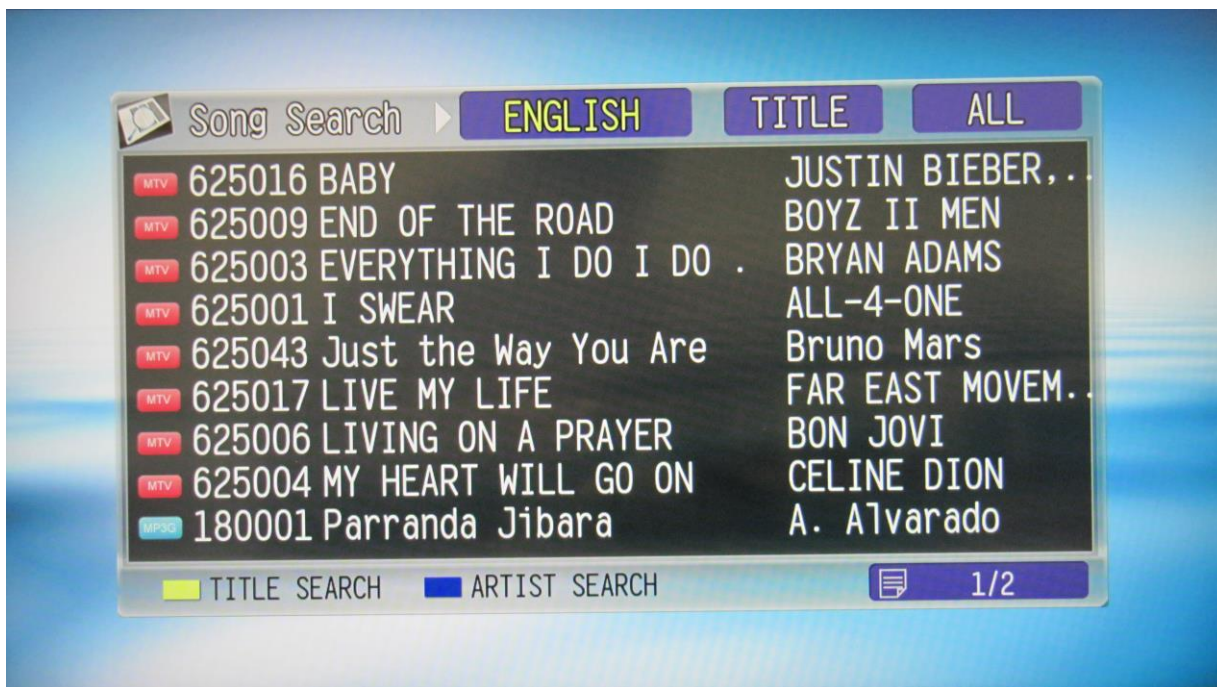 Song Search ENGLISH TITLE ALL
MTV 625016 BABY JUSTIN BIEBER,..
MTV 625009 END OF THE ROAD BOYZ II MEN
MTV 625003 EVERYTHING I DO I DO . BRYAN ADAMS
MTV 625001 I SWEAR ALL-4-ONE
MTV 625043 Just the Way You Are Bruno Mars
MTV 625017 LIVE MY LIFE FAR EAST MOVEM..
MTV 625006 LIVING ON A PRAYER BON JOVI
MTV 625004 MY HEART WILL GO ON CELINE DION
MP3G 180001 Parranda Jibara A. Alvarado
TITLE SEARCH ARTIST SEARCH 1/2